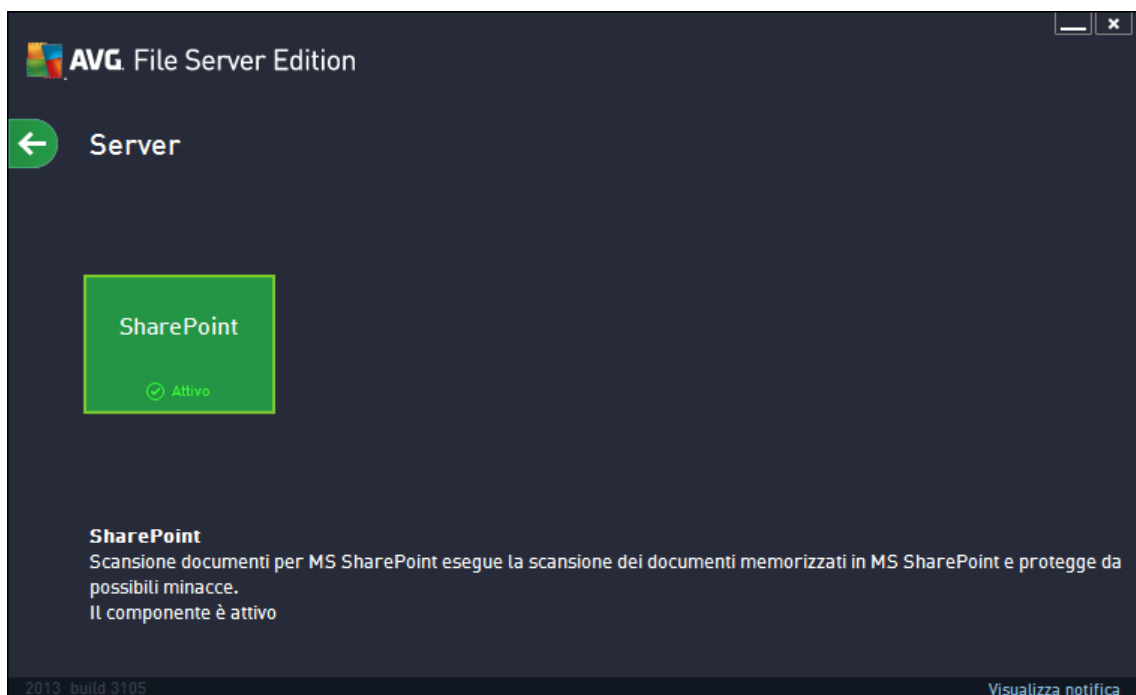 AVG. File Server Edition
Server
SharePoint
Attivo
SharePoint
Scansione documenti per MS SharePoint esegue la scansione dei documenti memorizzati in MS SharePoint e protegge da
possibili minacce.
Il componente è attivo
2013 build 3105
Visualizza notifica